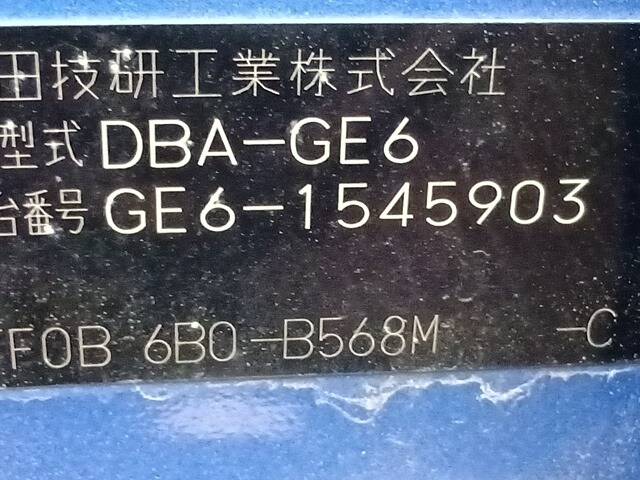 田技研工業株式会社
型式 DBA-GE6
台番号 GE6-1545903
F0B 6B0-B568M -C